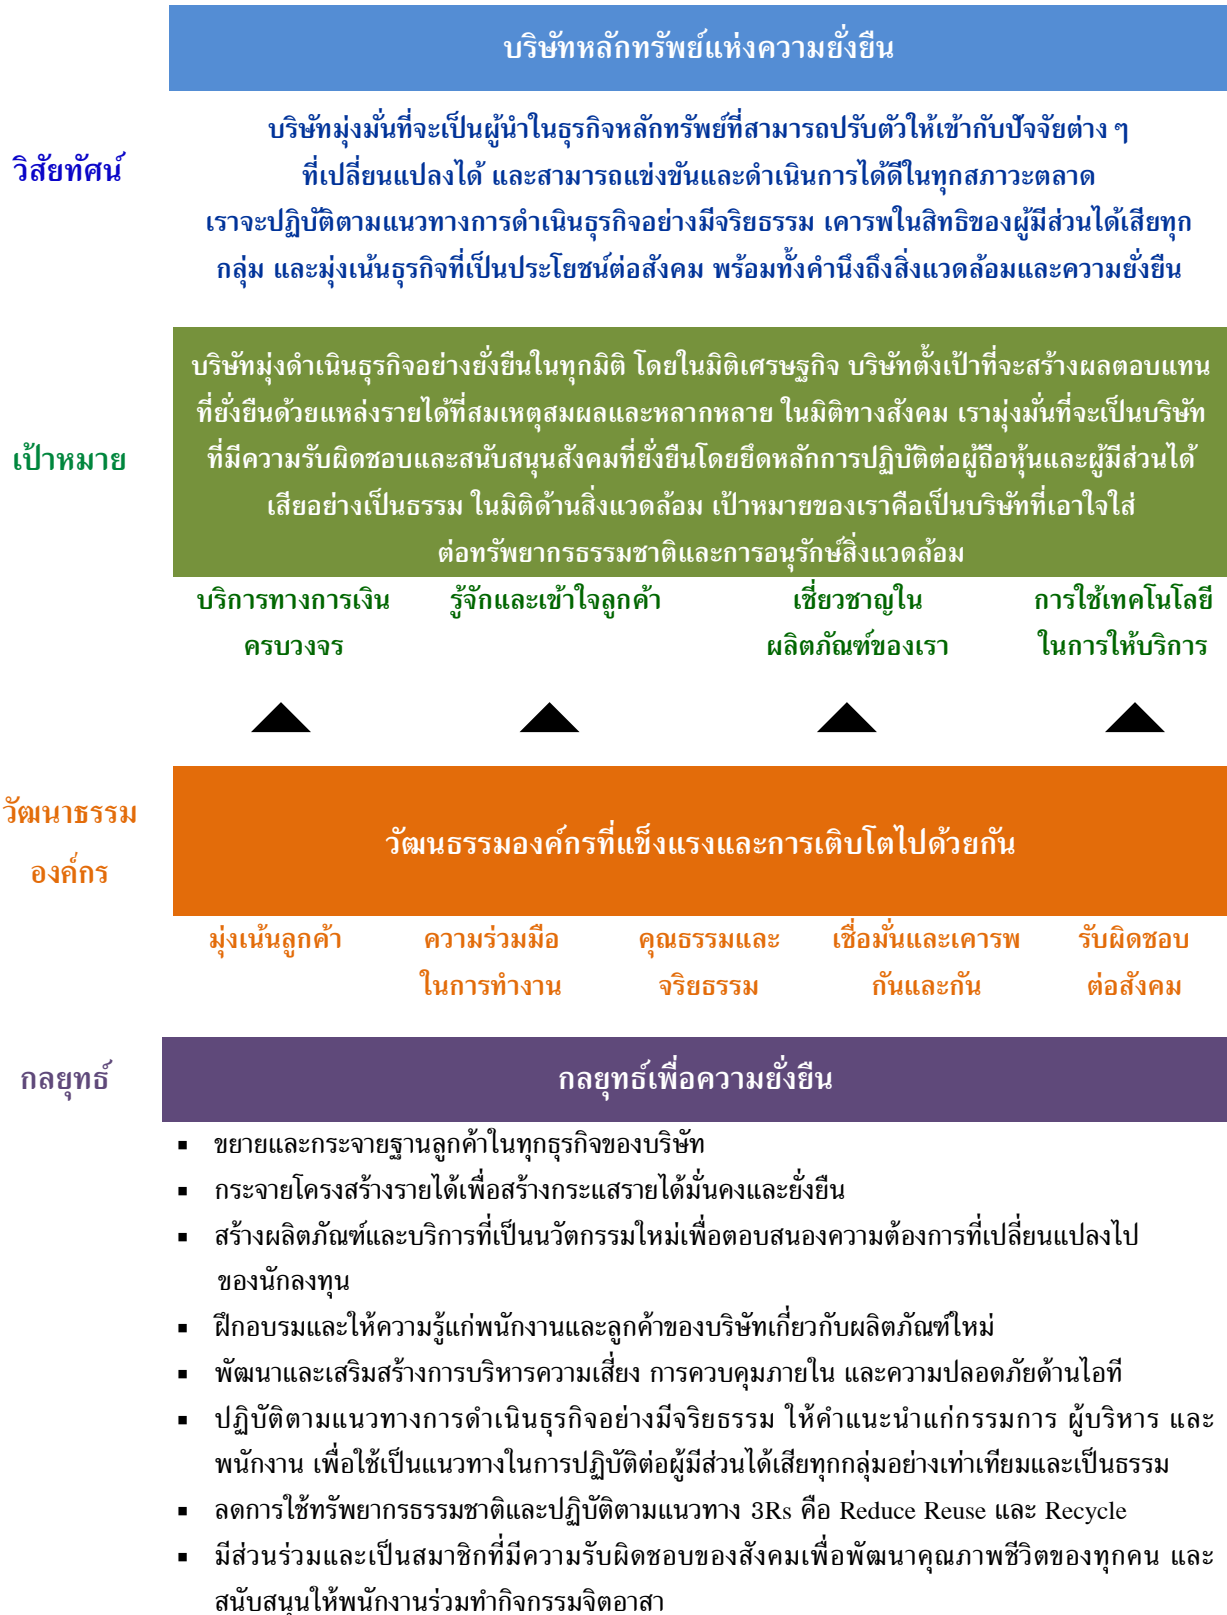 บริษัทหลักทรัพย์แห่งความยั่งยืน
วิสัยทัศน์
บริษัทมุ่งมั่นที่จะเป็นผู้นำในธุรกิจหลักทรัพย์ที่สามารถปรับตัวให้เข้ากับปัจจัยต่าง ๆ
ที่เปลี่ยนแปลงได้ และสามารถแข่งขันและดำเนินการได้ดีในทุกสภาวะตลาด
เราจะปฏิบัติตามแนวทางการดำเนินธุรกิจอย่างมีจริยธรรม เคารพในสิทธิของผู้มีส่วนได้เสียทุก
กลุ่ม และมุ่งเน้นธุรกิจที่เป็นประโยชน์ต่อสังคม พร้อมทั้งคำนึงถึงสิ่งแวดล้อมและความยั่งยืน
เป้าหมาย
บริษัทมุ่งดำเนินธุรกิจอย่างยั่งยืนในทุกมิติ โดยในมิติเศรษฐกิจ บริษัทตั้งเป้าที่จะสร้างผลตอบแทน
ที่ยั่งยืนด้วยแหล่งรายได้ที่สมเหตุสมผลและหลากหลาย ในมิติทางสังคม เรามุ่งมั่นที่จะเป็นบริษัท
ที่มีความรับผิดชอบและสนับสนุนสังคมที่ยั่งยืนโดยยึดหลักการปฏิบัติต่อผู้ถือหุ้นและผู้มีส่วนได้
เสียอย่างเป็นธรรม ในมิติด้านสิ่งแวดล้อม เป้าหมายของเราคือเป็นบริษัทที่เอาใจใส่
ต่อทรัพยากรธรรมชาติและการอนุรักษ์สิ่งแวดล้อม
บริการทางการเงิน
ครบวงจร
รู้จักและเข้าใจลูกค้า
เชี่ยวชาญใน
ผลิตภัณฑ์ของเรา
การใช้เทคโนโลยี
ในการให้บริการ
วัฒนาธรรม
องค์กร
วัฒนธรรมองค์กรที่แข็งแรงและการเติบโตไปด้วยกัน
มุ่งเน้นลูกค้า
ความร่วมมือ
ในการทำงาน
คุณธรรมและ
จริยธรรม
เชื่อมั่นและเคารพ
กันและกัน
รับผิดชอบ
ต่อสังคม
กลยุทธ์
กลยุทธ์เพื่อความยั่งยืน
▪ ขยายและกระจายฐานลูกค้าในทุกธุรกิจของบริษัท
▪ กระจายโครงสร้างรายได้เพื่อสร้างกระแสรายได้มั่นคงและยั่งยืน
▪ สร้างผลิตภัณฑ์และบริการที่เป็นนวัตกรรมใหม่เพื่อตอบสนองความต้องการที่เปลี่ยนแปลงไป
ของนักลงทุน
▪ ฝึกอบรมและให้ความรู้แก่พนักงานและลูกค้าของบริษัทเกี่ยวกับผลิตภัณฑ์ใหม่
▪ พัฒนาและเสริมสร้างการบริหารความเสี่ยง การควบคุมภายใน และความปลอดภัยด้านไอที
▪ ปฏิบัติตามแนวทางการดำเนินธุรกิจอย่างมีจริยธรรม ให้คำแนะนำแก่กรรมการ ผู้บริหาร และ
พนักงาน เพื่อใช้เป็นแนวทางในการปฏิบัติต่อผู้มีส่วนได้เสียทุกกลุ่มอย่างเท่าเทียมและเป็นธรรม
▪ ลดการใช้ทรัพยากรธรรมชาติและปฏิบัติตามแนวทาง 3Rs คือ Reduce Reuse และ Recycle
▪ มีส่วนร่วมและเป็นสมาชิกที่มีความรับผิดชอบของสังคมเพื่อพัฒนาคุณภาพชีวิตของทุกคน และ
สนับสนุนให้พนักงานร่วมทำกิจกรรมจิตอาสา